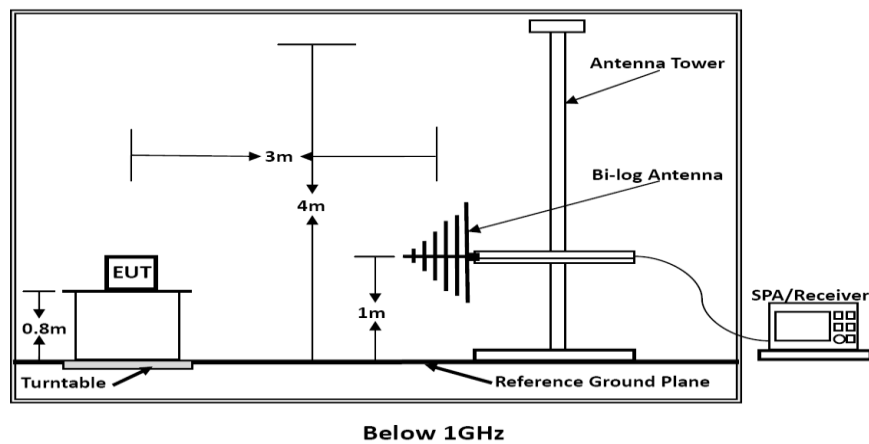 Antenna Tower
3m
Bi-log Antenna
4m
EUT
SPA/Receiver
0.8m
1m
Turntable
Reference Ground Plane
Below 1GHz